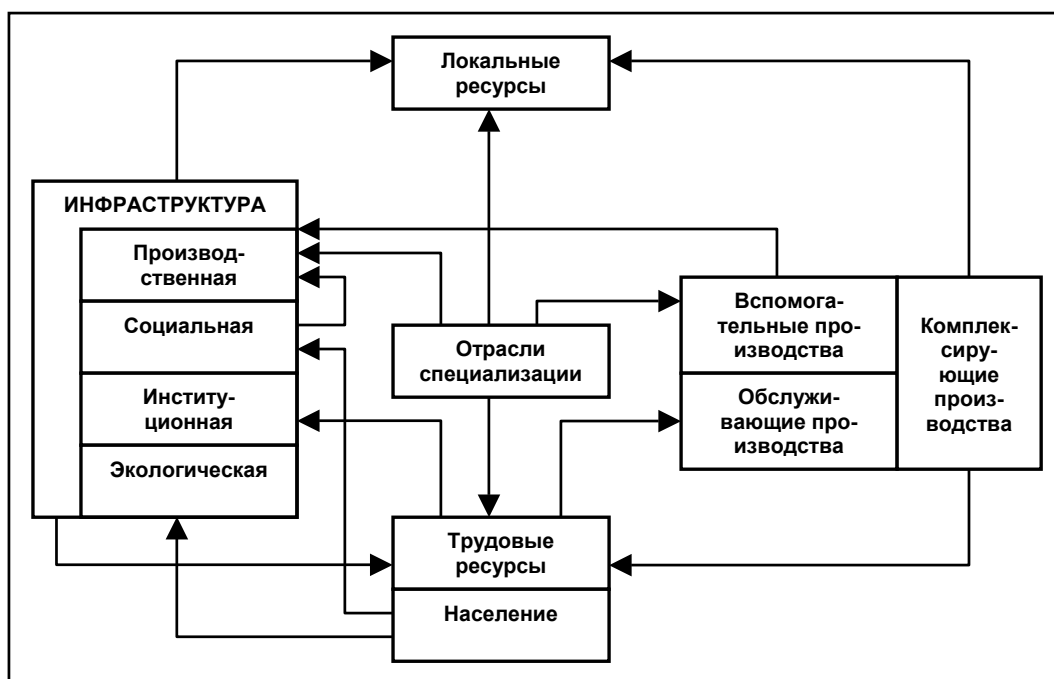 Локальные
ресурсы
ИНФРАСТРУКТУРА
Производ-
ственная
Социальная
Институ-
ционная
Экологическая
Отрасли
специализации
Вспомога-
тельные про-
изводства
Обслужи-
вающие про-
изводства
Комплек-
сирую-
ющие
произ-
водства
Трудовые
ресурсы
Население